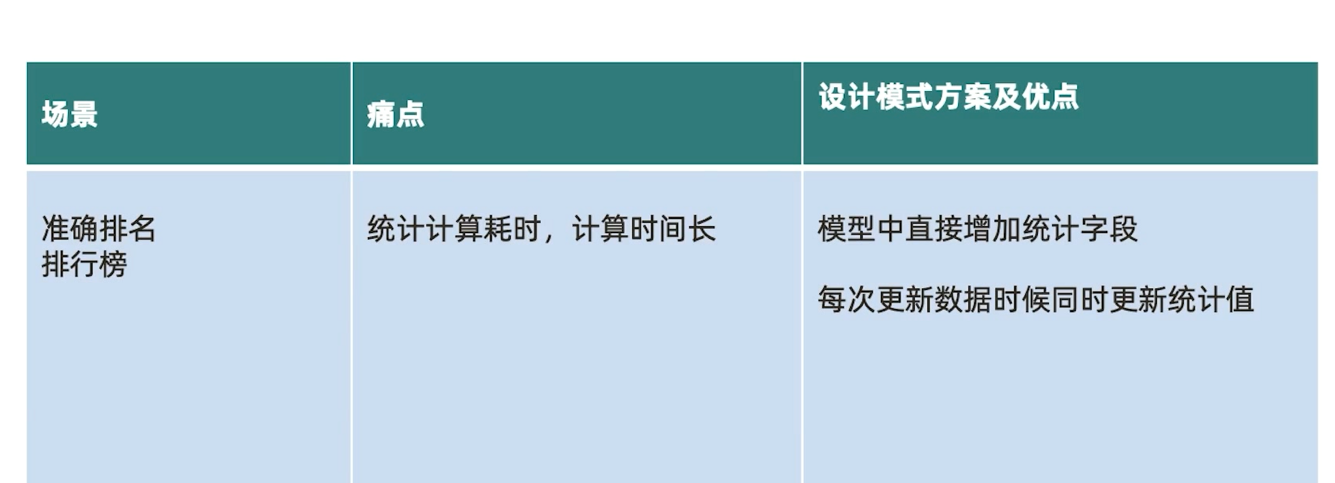 场景
痛点
设计模式方案及优点
准确排名
排行榜
统计计算耗时，计算时间长
模型中直接增加统计字段
每次更新数据时候同时更新统计值